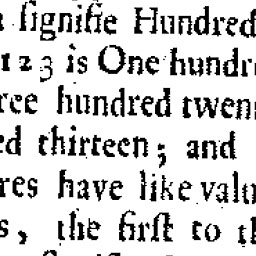 ſignifie Hundred
123 is One hundr
ree hundred twen
ed thirteen; and
res have like valu
s, the firſt to th